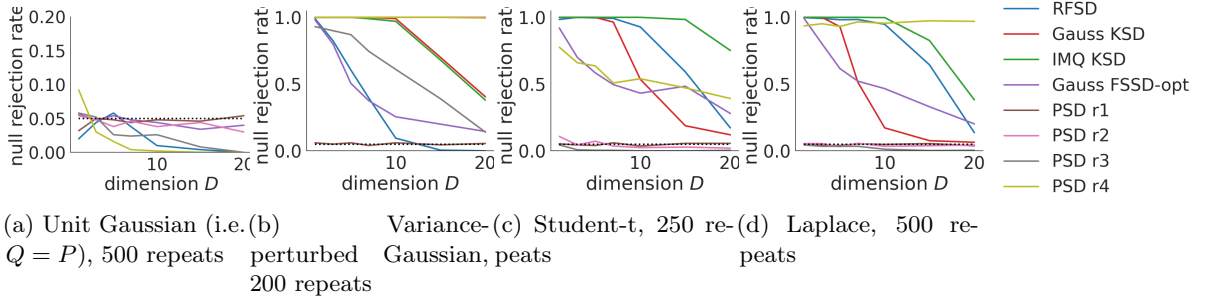 null rejection rate
0.20
0.15
0.10
0.05
0.00
10
dimension D
null rejection rate
1.0
0.5
0.0
10
20
dimension D
null rejection rate
1.0
0.5
0.0
10
20
dimension D
null rejection rate
1.0
0.5
0.0
10
20
dimension D
RFSD
Gauss KSD
IMQ KSD
Gauss FSSD-opt
PSD r1
PSD r2
PSD r3
PSD r4
(a) Unit Gaussian (i.e.
Q = P), 500 repeats
(b) Variance-
perturbed Gaussian,
200 repeats
(c) Student-t, 250 re-
peats
(d) Laplace, 500 re-
peats